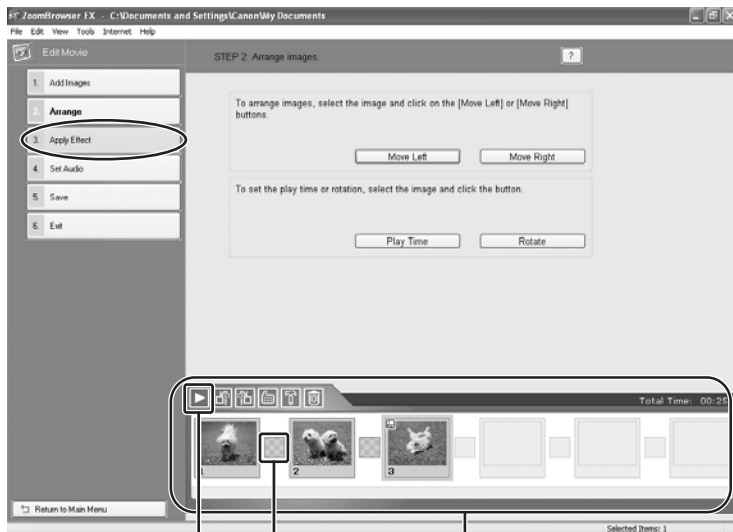 ZoomBrowser EX - C:\Documents and Settings\Canon\My Documents
File Edit View Tools Internet Help
Edit Movie
STEP 2: Arrange images.
?
1. Add Images
2. Arrange
3. Apply Effect
4. Set Audio
5. Save
6. Exit
To arrange images, select the image and click on the [Move Left] or [Move Right]
buttons.
Move Left Move Right
To set the play time or rotation, select the image and click the button.
Play Time Rotate
Total Time: 00:25
1 2 3
Return to Main Menu
Selected Items: 1